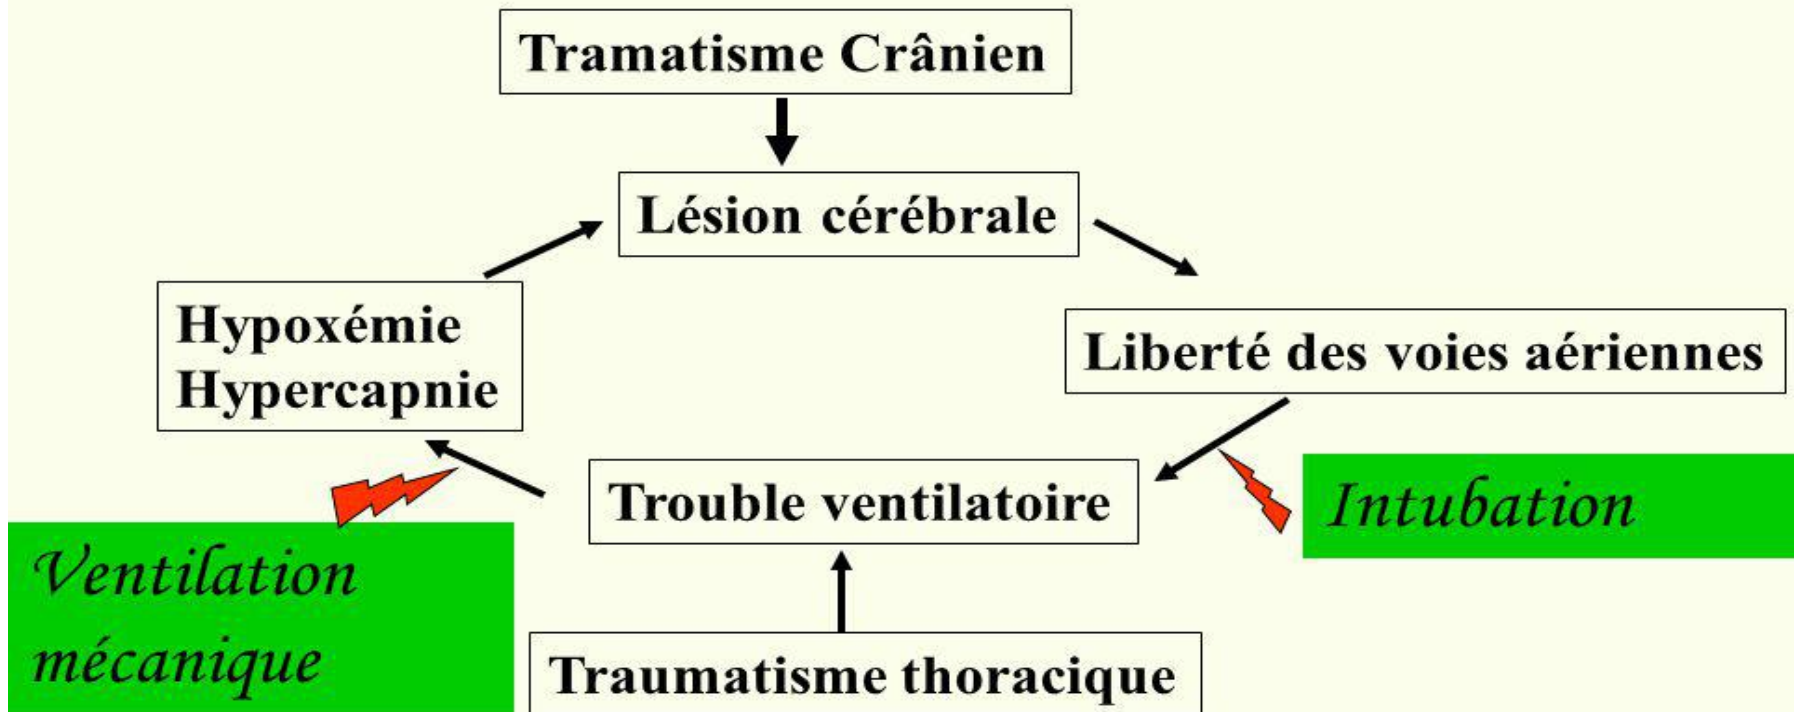 Tramatisme Crânien
Lésion cérébrale
Hypoxémie
Hypercapnie
Liberté des voies aériennes
Trouble ventilatoire
Intubation
Ventilation
mécanique
Traumatisme thoracique